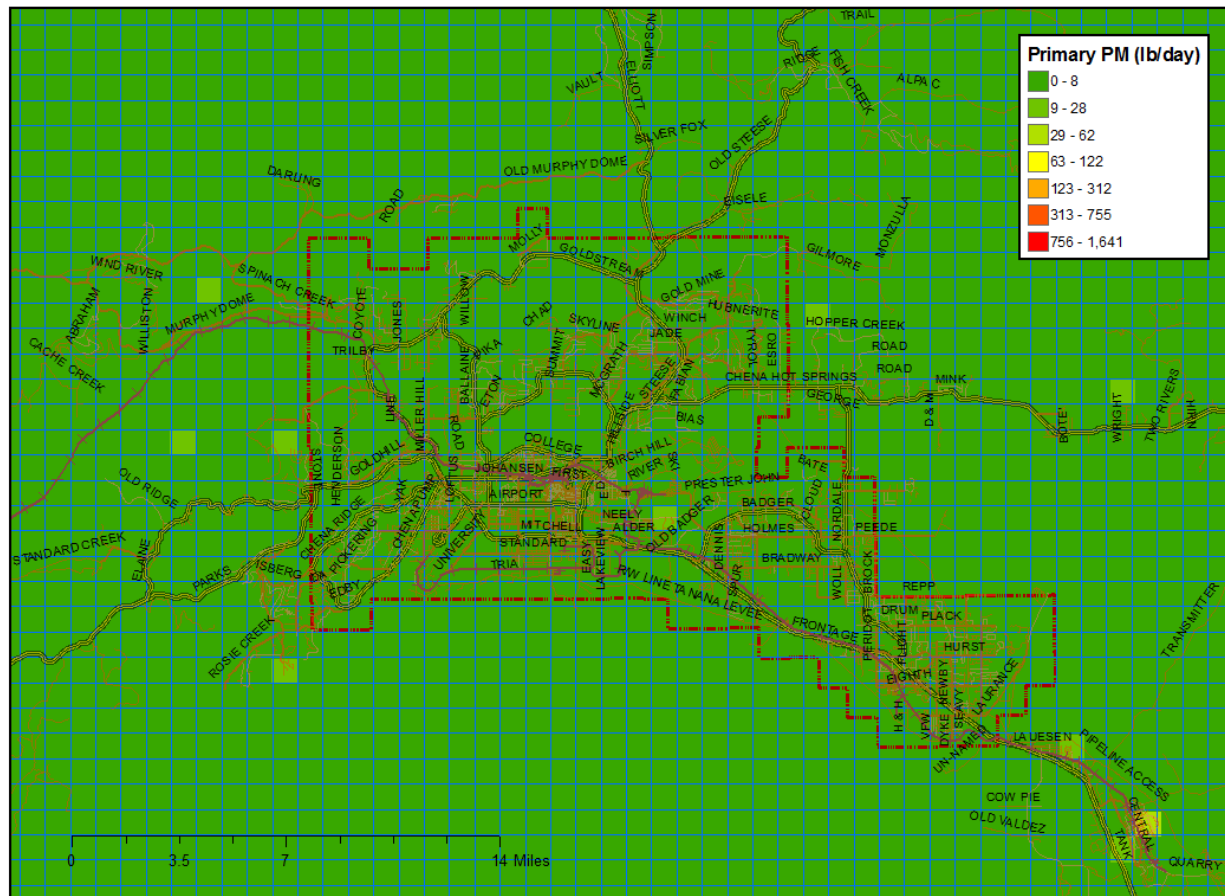 TRAIL
SIMPSON
ELLIOTT
VAULT
RIDGE
FISH CREEK
ALPA C
Primary PM (lb/day)
0 - 8
9 - 28
29 - 62
63 - 122
123 - 312
313 - 755
756 - 1,641
SILVER FOX
OLD STEESE
OLD MURPHY DOME
DARLING
ROAD
EISELE
MONZULLA
MOLLY
GOLDSTREAM
GILMORE
WIND RIVER
SPINACH CREEK
GOLD MINE
HUBNERITE
ABRAHAM
WILLISTON
MURPHY DOME
COYOTE
JONES
WILLOW
CHAD
SKYLINE
WINCH
JADE
TYROL
ESRO
HOPPER CREEK
ROAD
ROAD
CACHE CREEK
TRILBY
PIKA
SUMMIT
MCGRATH
STEESE
FABIAN
CHENA HOT SPRINGS
MINK
BALLAINE
ETON
HILLSIDE
GEORGE
BIAS
D & M
BOTE'
WRIGHT
TWO RIVERS
HIRN
LINE
MILLER HILL
ROAD
COLLEGE
BIRCH HILL
STONE
HENDERSON
GOLDHILL
LOFTUS
JOHANSEN
FIRST
RIVER
SKI
BATE
OLD RIDGE
YAK
AIRPORT
PRESTER JOHN
CLOUD
NORDALE
CHENA RIDGE
CHENA PUMP
NEELY
OLD BADGER
BADGER
PICKERING
UNIVERSITY
MITCHELL
ALDER
HOLMES
PEEDE
STANDARD CREEK
STANDARD
DENNIS
BRADWAY
ELAINE
PARKS
ISBERG
EDBY
TRIA
EASY
LAKEVIEW
RW LINE TANANA LEVEE
SPUR
WOLL
BROCK
REPP
DRUM
PLACK
TRANSMITTER
ROSIE CREEK
FRONTAGE
PERIDOT
FLIGHT
HURST
EIGHTH
NEWBY
LAURANCE
H & H
VFW
DYKE
SEAVY
UN-NAMED
LAUESEN
PIPELINE ACCESS
COW PIE
OLD VALDEZ
CENTRAL
TANK
QUARRY
0
3.5
7
14 Miles